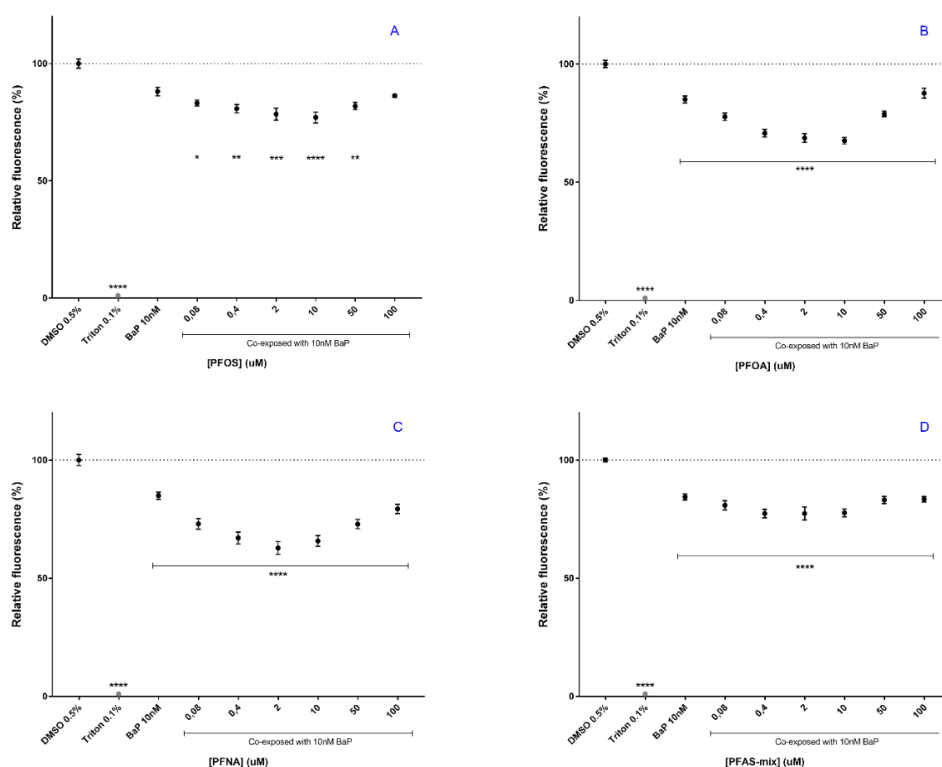 A
Relative fluorescence (%)
100
50
0
*
**
***
****
**
****
DMSO 0.5%
Triton 0.1%
BaP 10nM
0,08
0,4
2
10
50
100
Co-exposed with 10nM BaP
[PFOS] (uM)
B
Relative fluorescence (%)
100
50
0
****
****
DMSO 0.5%
Triton 0.1%
BaP 10nM
0,08
0,4
2
10
50
100
Co-exposed with 10nM BaP
[PFOA] (uM)
C
Relative fluorescence (%)
100
50
0
****
****
DMSO 0.5%
Triton 0.1%
BaP 10nM
0,08
0,4
2
10
50
100
Co-exposed with 10nM BaP
[PFNA] (uM)
D
Relative fluorescence (%)
100
50
0
****
****
DMSO 0.5%
Triton 0.1%
BaP 10nM
0,08
0,4
2
10
50
100
Co-exposed with 10nM BaP
[PFAS-mix] (uM)